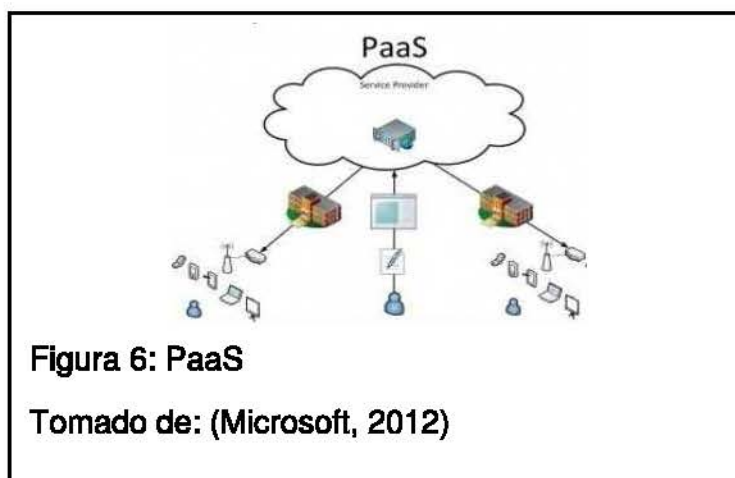 PaaS
Service Provider
Figura 6: PaaS
Tomado de: (Microsoft, 2012)